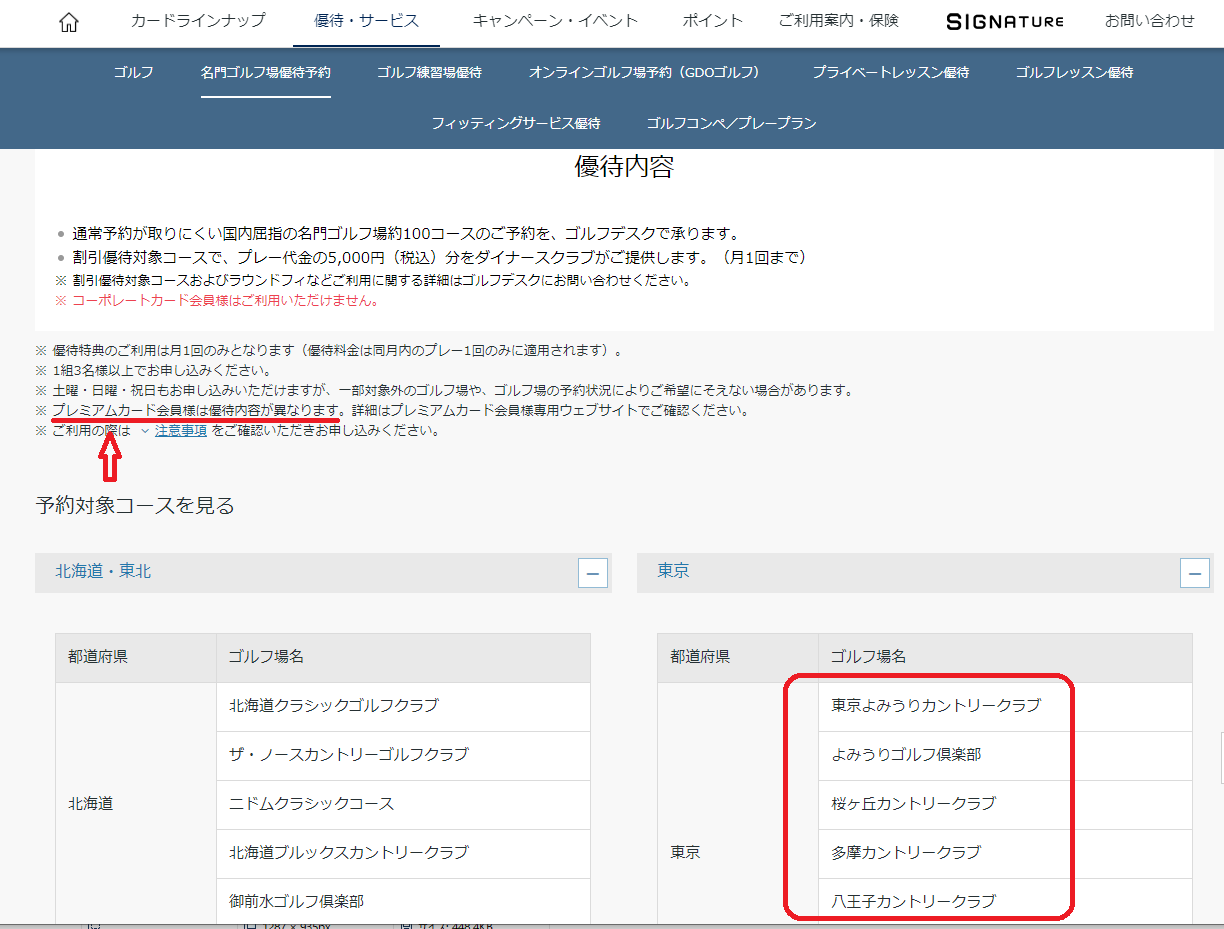 カードラインナップ 優待・サービス キャンペーン・イベント ポイント ご利用案内・保険 SIGNATURE お問い合わせ
ゴルフ 名門ゴルフ場優待予約 ゴルフ練習場優待 オンラインゴルフ場予約（GDOゴルフ） プライベートレッスン優待 ゴルフレッスン優待
フィッティングサービス優待 ゴルフコンペ／プレープラン
優待内容
● 通常予約が取りにくい国内屈指の名門ゴルフ場約100コースのご予約を、ゴルフデスクで承ります。
● 割引優待対象コースで、プレー代金の5,000円（税込）分をダイナースクラブがご提供します。（月1回まで）
※ 割引優待対象コースおよびラウンドフィなどご利用に関する詳細はゴルフデスクにお問い合わせください。
※ コーポレートカード会員様はご利用いただけません。
※ 優待特典のご利用は月1回のみとなります（優待料金は同月内のプレー1回のみに適用されます）。
※ 1組3名様以上でお申し込みください。
※ 土曜・日曜・祝日もお申し込みいただけますが、一部対象外のゴルフ場や、ゴルフ場の予約状況によりご希望にそえない場合があります。
※ プレミアムカード会員様は優待内容が異なります。詳細はプレミアムカード会員様専用ウェブサイトでご確認ください。
※ ご利用の際は 注意事項 をご確認いただきお申し込みください。
予約対象コースを見る
北海道・東北
都道府県 ゴルフ場名
北海道
北海道クラシックゴルフクラブ
ザ・ノースカントリーゴルフクラブ
ニドムクラシックコース
北海道ブルックスカントリークラブ
御前水ゴルフ倶楽部
東京
都道府県 ゴルフ場名
東京
東京よみうりカントリークラブ
よみうりゴルフ倶楽部
桜ヶ丘カントリークラブ
多摩カントリークラブ
八王子カントリークラブ